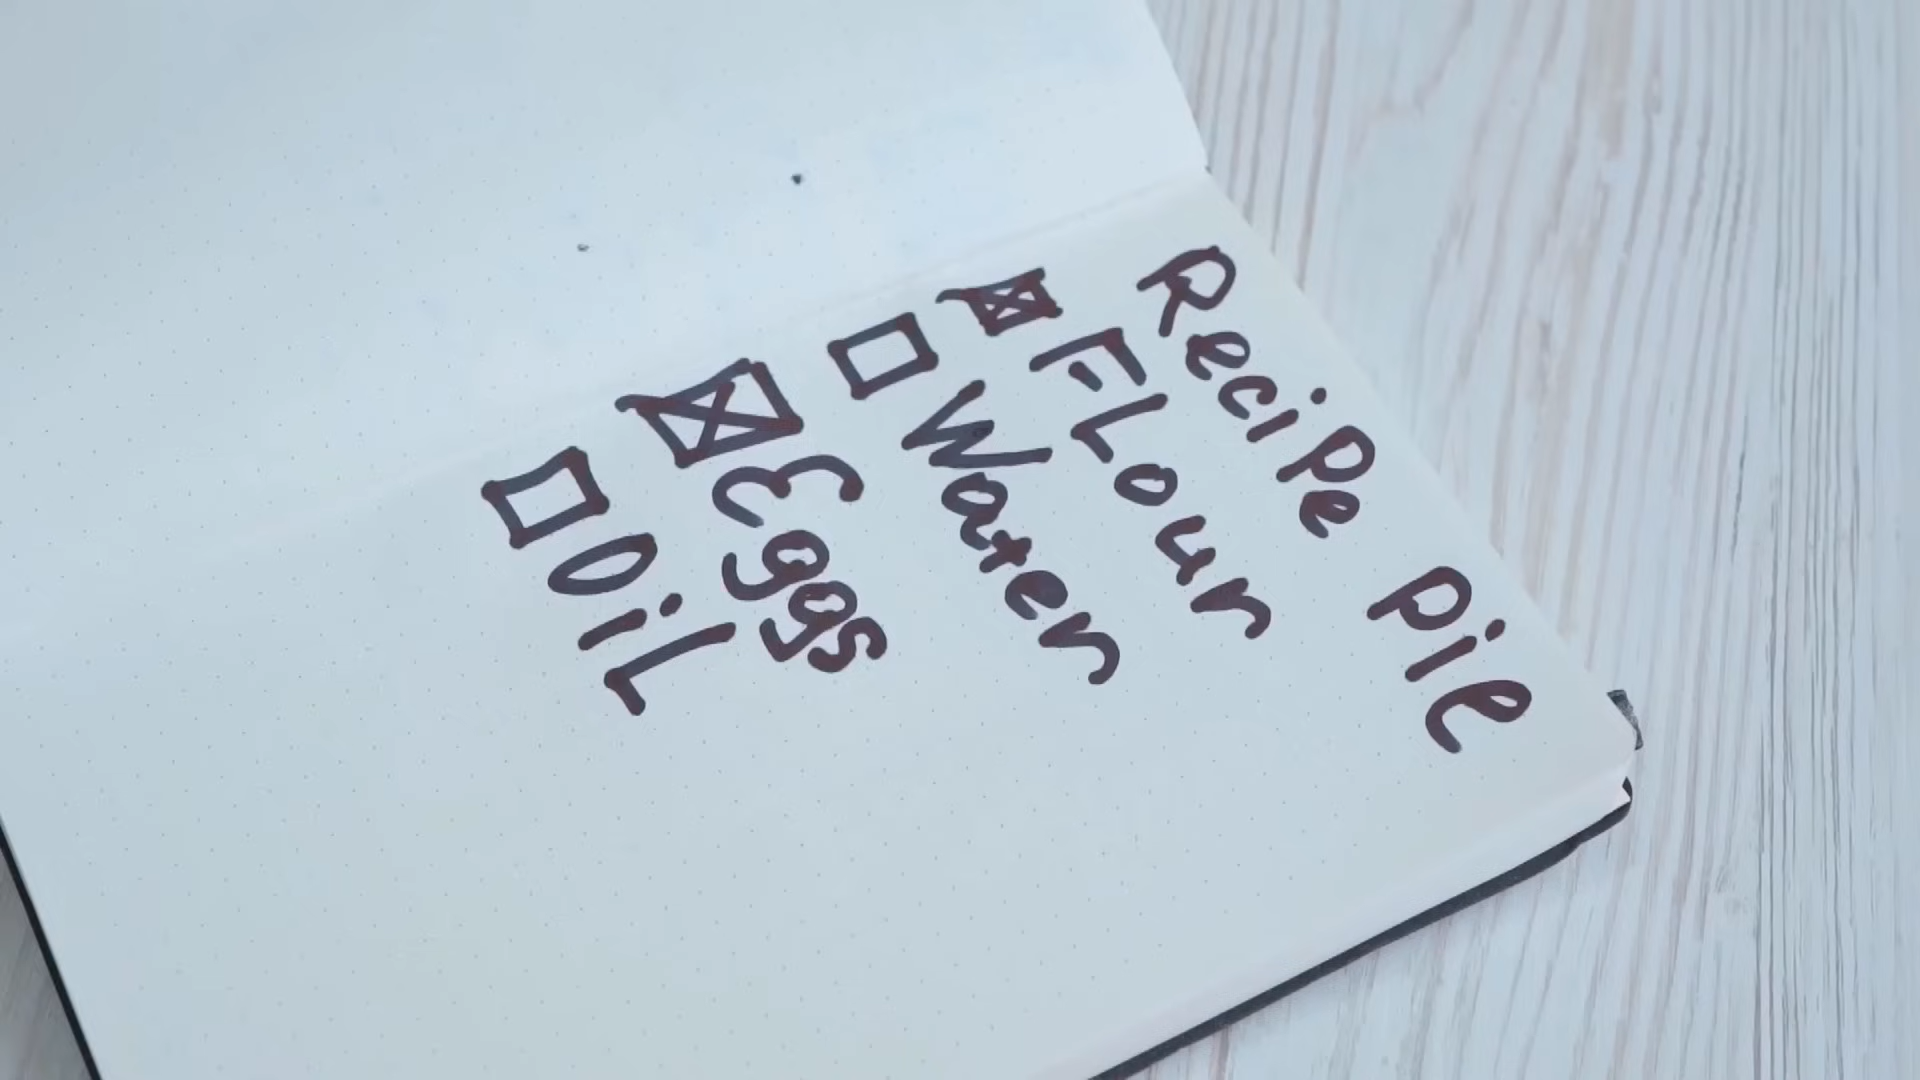 Recipe Pie
☒ FLour
☐ Water
☒ Eggs
☐ OiL